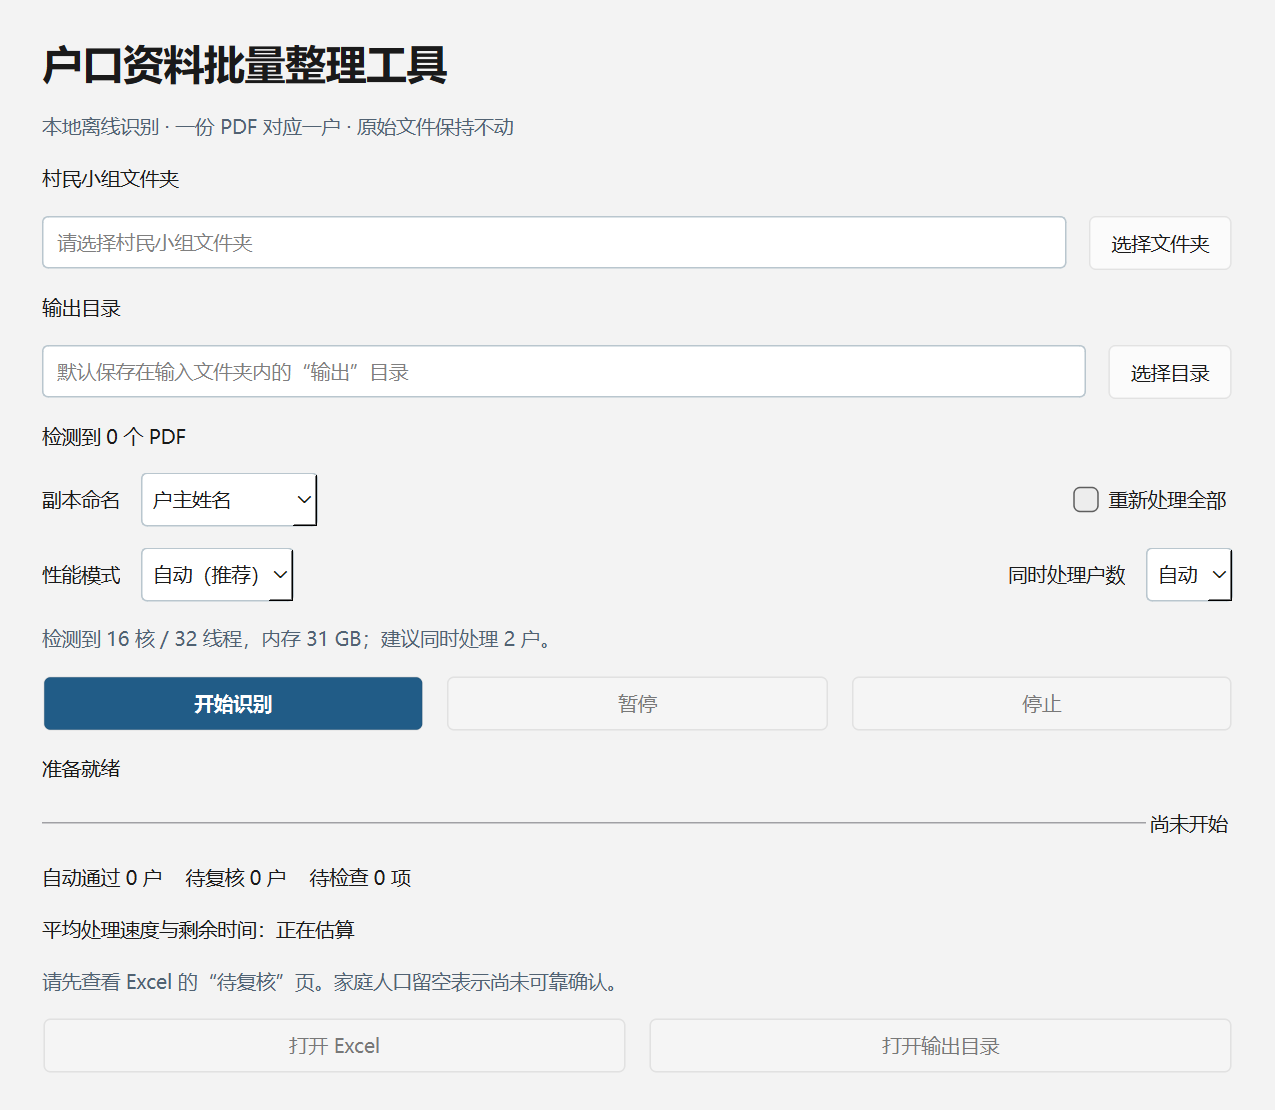 户口资料批量整理工具
本地离线识别 · 一份 PDF 对应一户 · 原始文件保持不动
村民小组文件夹
请选择村民小组文件夹 选择文件夹
输出目录
默认保存在输入文件夹内的“输出”目录 选择目录
检测到 0 个 PDF
副本命名 户主姓名 重新处理全部
性能模式 自动（推荐） 同时处理户数 自动
检测到 16 核 / 32 线程，内存 31 GB；建议同时处理 2 户。
开始识别 暂停 停止
准备就绪
尚未开始
自动通过 0 户 待复核 0 户 待检查 0 项
平均处理速度与剩余时间：正在估算
请先查看 Excel 的“待复核”页。家庭人口留空表示尚未可靠确认。
打开 Excel 打开输出目录